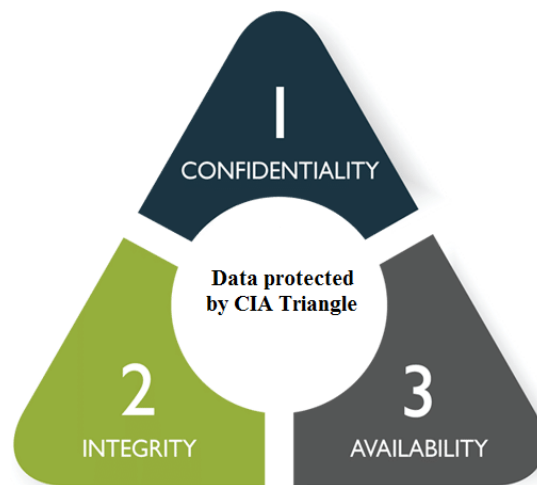 1
CONFIDENTIALITY
Data protected
by CIA Triangle
2
INTEGRITY
3
AVAILABILITY